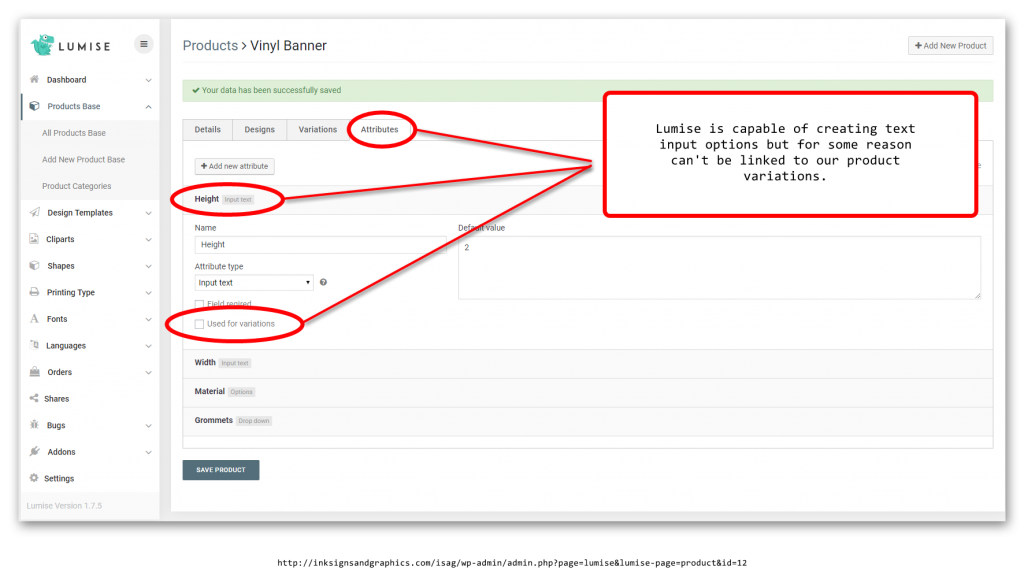 LUMISE
Products > Vinyl Banner
Add New Product
Dashboard
Products Base
All Products Base
Add New Product Base
Product Categories
Design Templates
Cliparts
Shapes
Printing Type
Fonts
Languages
Orders
Shares
Bugs
Addons
Settings
Lumise Version 1.7.5
Your data has been successfully saved
Details
Designs
Variations
Attributes
Add new attribute
Lumise is capable of creating text
input options but for some reason
can't be linked to our product
variations.
Height Input text
Name
Height
Default value
2
Attribute type
Input text
Field reqired
Used for variations
Width Input text
Material Options
Grommets Drop down
SAVE PRODUCT
http://inksignsandgraphics.com/isag/wp-admin/admin.php?page=lumise&lumise-page=product&id=12